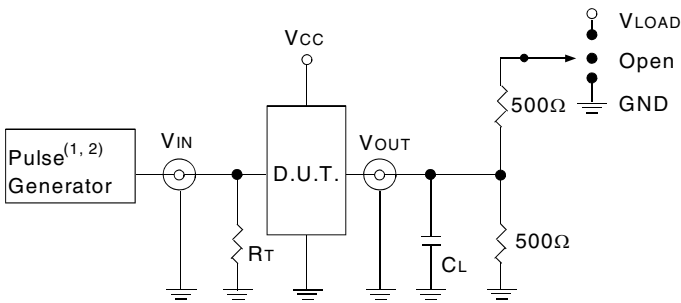 VLOAD
Open
GND
VCC
500Ω
Pulse(1, 2)
Generator
VIN
D.U.T.
VOUT
RT
CL
500Ω